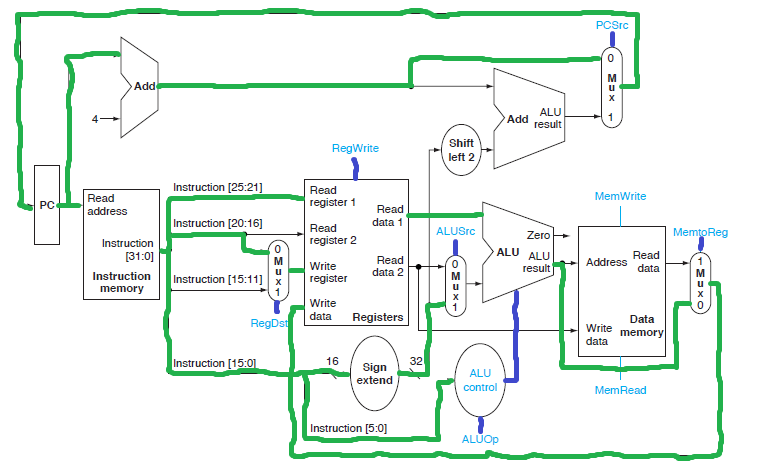 PCSrc
0
M
u
x
1
Add
4
Add
ALU
result
Shift
left 2
RegWrite
PC
Read
address
Instruction
[31:0]
Instruction
memory
Instruction [25:21]
Instruction [20:16]
Instruction [15:11]
Instruction [15:0]
0
M
u
x
1
RegDst
Read
register 1
Read
register 2
Write
register
Write
data
Read
data 1
Read
data 2
Registers
ALUSrc
0
M
u
x
1
Zero
ALU
ALU
result
MemWrite
Address
Read
data
Write
data
Data
memory
MemRead
MemtoReg
1
M
u
x
0
16
Sign
extend
32
ALU
control
Instruction [5:0]
ALUOp